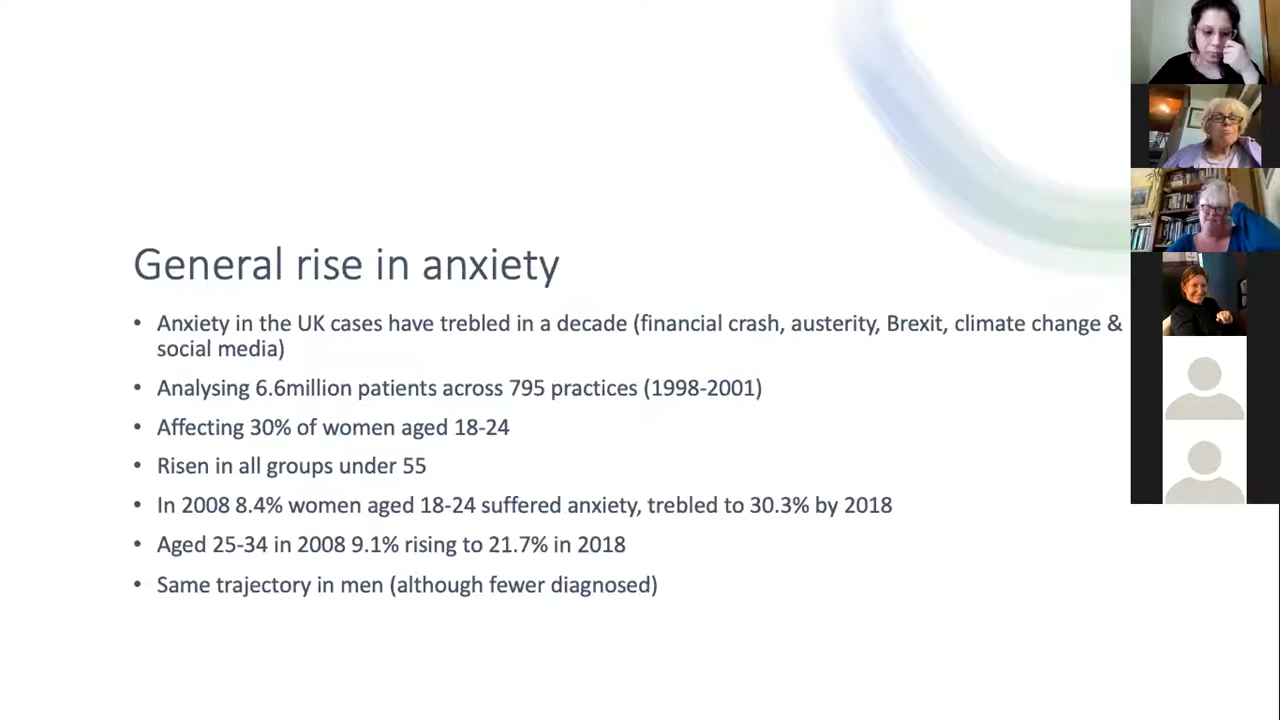 General rise in anxiety
• Anxiety in the UK cases have trebled in a decade (financial crash, austerity, Brexit, climate change &
social media)
• Analysing 6.6million patients across 795 practices (1998-2001)
• Affecting 30% of women aged 18-24
• Risen in all groups under 55
• In 2008 8.4% women aged 18-24 suffered anxiety, trebled to 30.3% by 2018
• Aged 25-34 in 2008 9.1% rising to 21.7% in 2018
• Same trajectory in men (although fewer diagnosed)